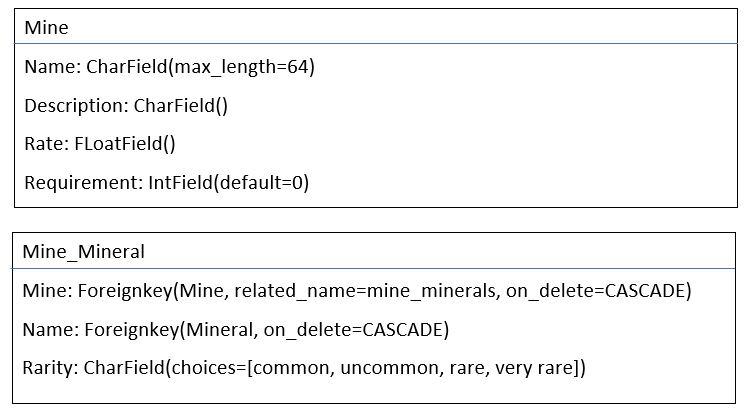 Mine
Name: CharField(max_length=64)
Description: CharField()
Rate: FLoatField()
Requirement: IntField(default=0)
Mine_Mineral
Mine: Foreignkey(Mine, related_name=mine_minerals, on_delete=CASCADE)
Name: Foreignkey(Mineral, on_delete=CASCADE)
Rarity: CharField(choices=[common, uncommon, rare, very rare])